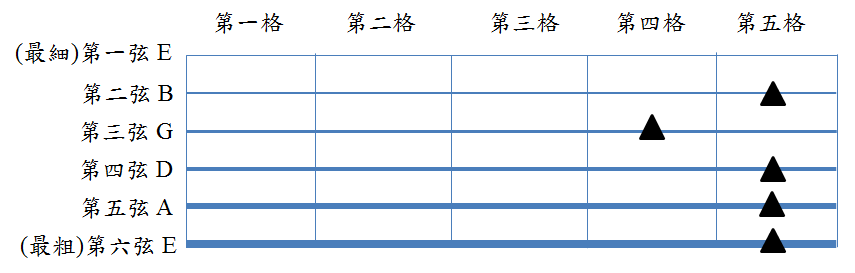 第一格 第二格 第三格 第四格 第五格
(最細)第一弦 E
第二弦 B
第三弦 G
第四弦 D
第五弦 A
(最粗)第六弦 E